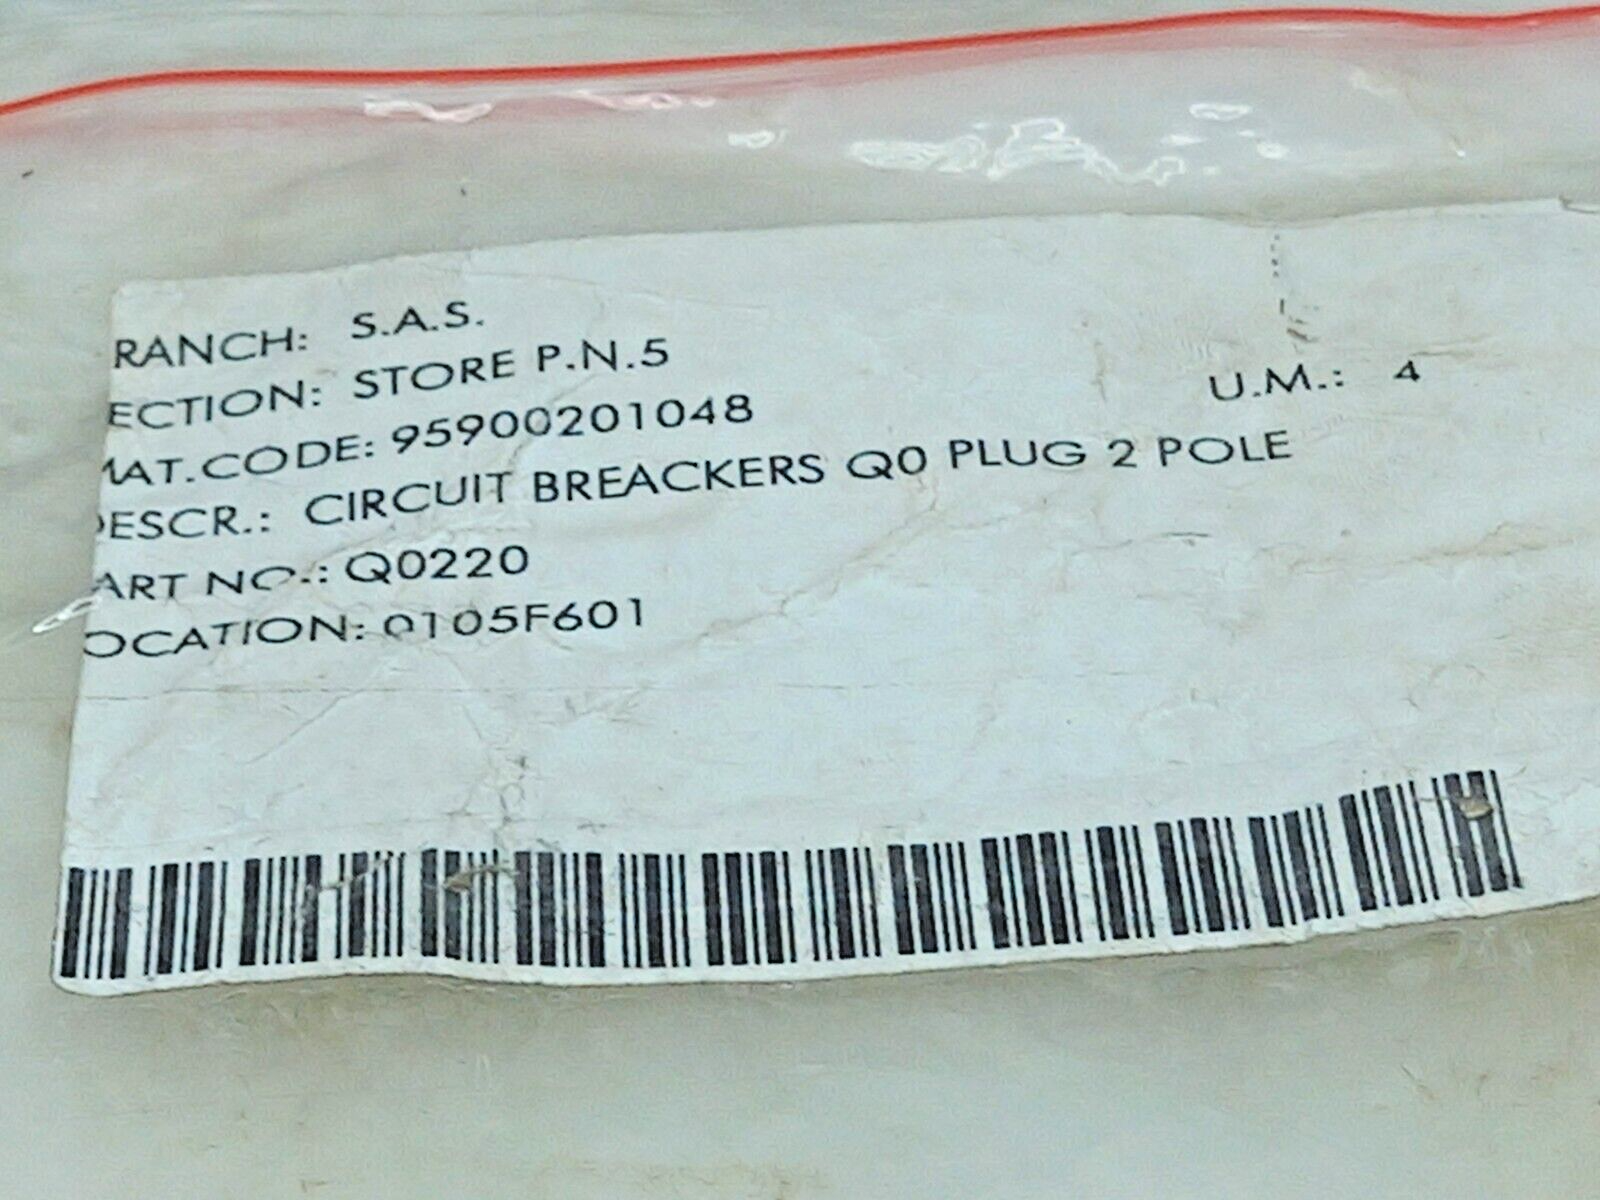 RANCH: S.A.S.
ECTION: STORE P.N.5
MAT.CODE: 95900201048 U.M.: 4
DESCR.: CIRCUIT BREACKERS Q0 PLUG 2 POLE
ART NO.: Q0220
OCATION: 0105F601